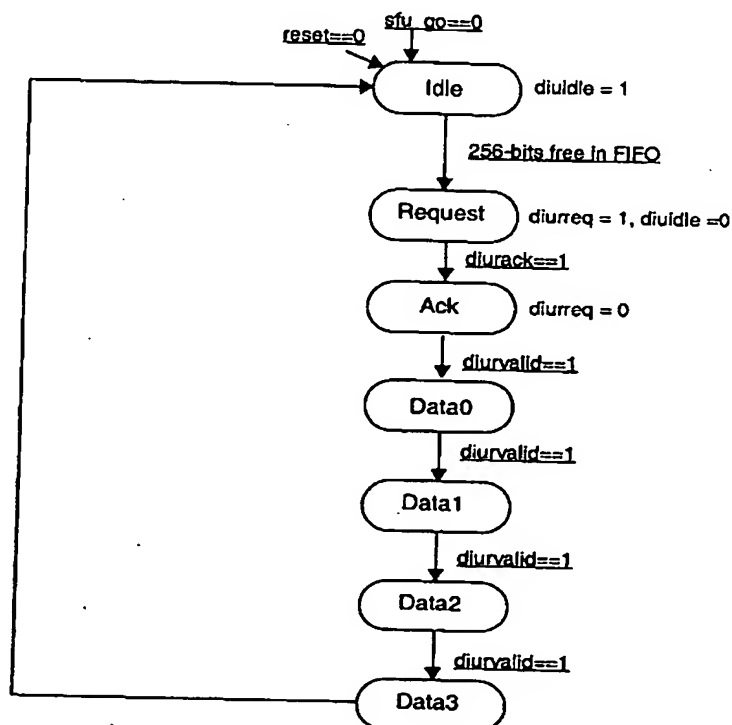 sfu_go==0
reset==0
Idle
diuidle = 1
256-bits free in FIFO
Request
diurreq = 1, diuidle =0
diurack==1
Ack
diurreq = 0
diurvalid==1
Data0
diurvalid==1
Data1
diurvalid==1
Data2
diurvalid==1
Data3